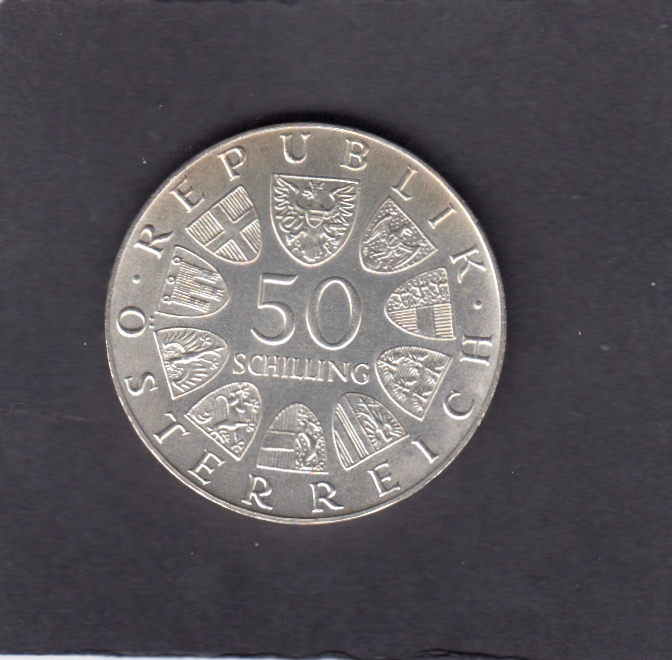 REPUBLIK · ÖSTERREICH ·
50
SCHILLING